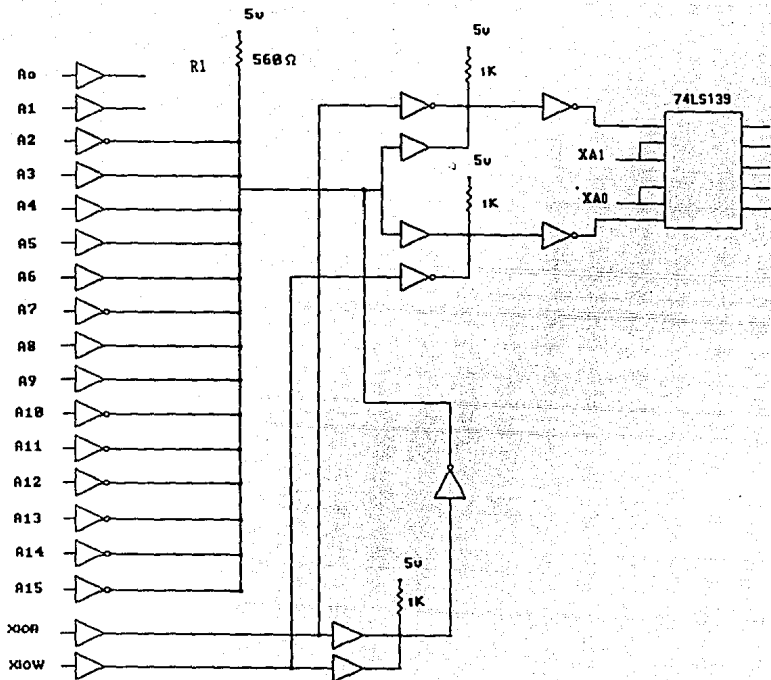 5v
R1
560Ω
A0
A1
A2
A3
A4
A5
A6
A7
A8
A9
A10
A11
A12
A13
A14
A15
XIOR
XIOW
5v
1K
5v
1K
5v
1K
74LS139
XA1
XA0